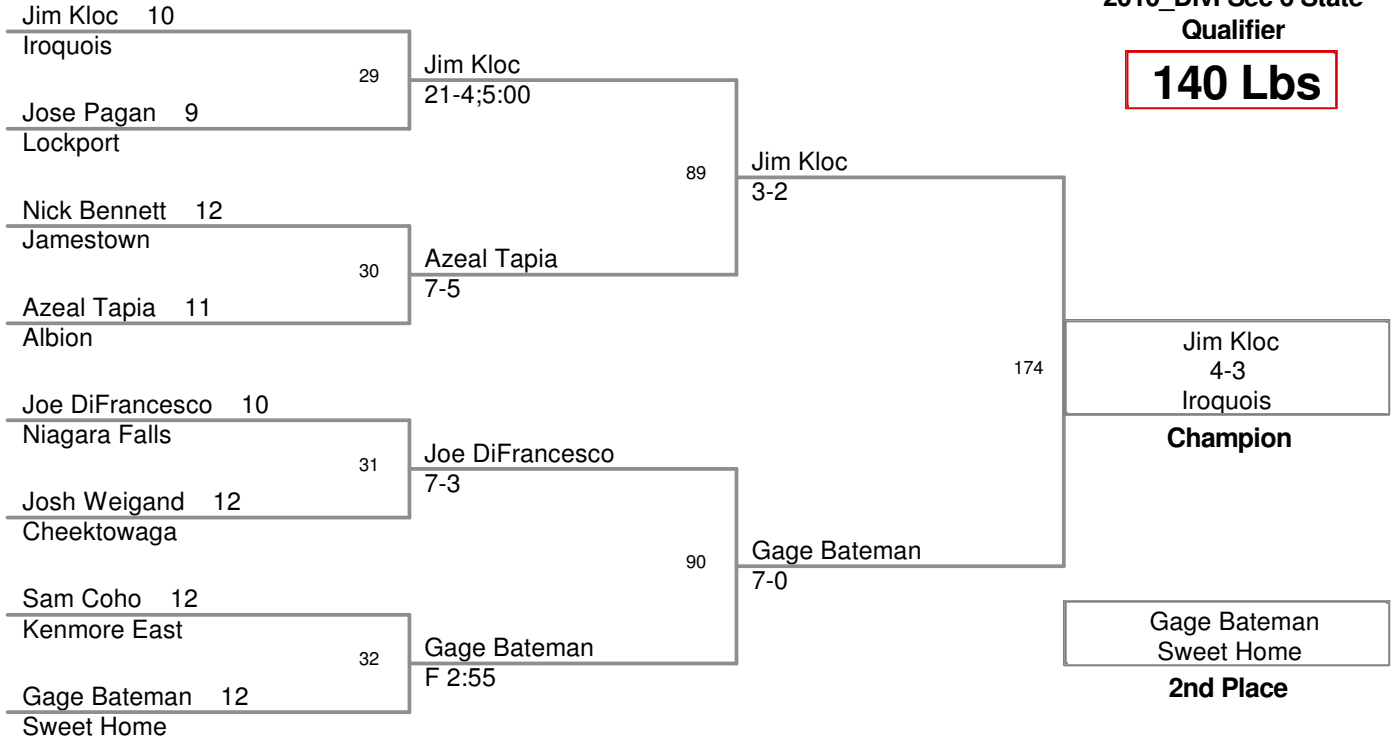 2016_DivI Sec 6 State
Qualifier
140 Lbs
Jim Kloc 10
Iroquois
29
Jose Pagan 9
Lockport
Jim Kloc
21-4;5:00
Nick Bennett 12
Jamestown
30
Azeal Tapia 11
Albion
Azeal Tapia
7-5
89
Jim Kloc
3-2
Joe DiFrancesco 10
Niagara Falls
31
Josh Weigand 12
Cheektowaga
Joe DiFrancesco
7-3
Sam Coho 12
Kenmore East
32
Gage Bateman 12
Sweet Home
Gage Bateman
F 2:55
90
Gage Bateman
7-0
174
Jim Kloc
4-3
Iroquois
Champion
Gage Bateman
Sweet Home
2nd Place